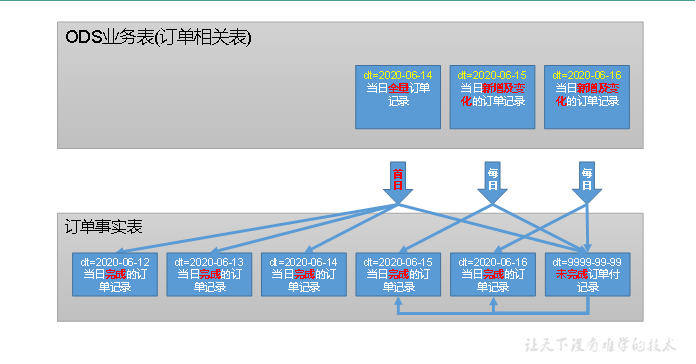 ODS业务表(订单相关表)
dt=2020-06-14
当日全量订单
记录
dt=2020-06-15
当日新增及变
化的订单记录
dt=2020-06-16
当日新增及变
化的订单记录
首日
每日
每日
订单事实表
dt=2020-06-12
当日完成的订
单记录
dt=2020-06-13
当日完成的订
单记录
dt=2020-06-14
当日完成的订
单记录
dt=2020-06-15
当日完成的订
单记录
dt=2020-06-16
当日完成的订
单记录
dt=9999-99-99
未完成订单付
记录
让天下没有难学的技术